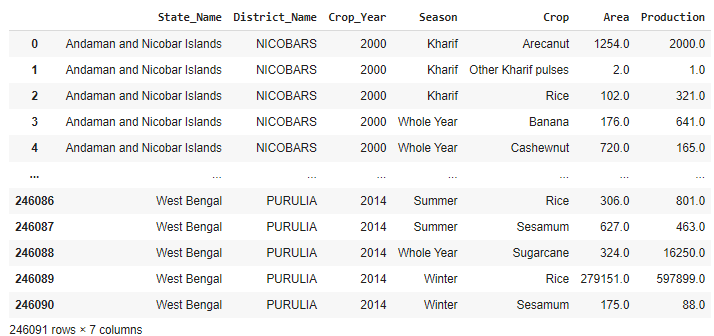 State_Name District_Name Crop_Year Season Crop Area Production
0 Andaman and Nicobar Islands NICOBARS 2000 Kharif Arecanut 1254.0 2000.0
1 Andaman and Nicobar Islands NICOBARS 2000 Kharif Other Kharif pulses 2.0 1.0
2 Andaman and Nicobar Islands NICOBARS 2000 Kharif Rice 102.0 321.0
3 Andaman and Nicobar Islands NICOBARS 2000 Whole Year Banana 176.0 641.0
4 Andaman and Nicobar Islands NICOBARS 2000 Whole Year Cashewnut 720.0 165.0
... ... ... ... ... ... ... ...
246086 West Bengal PURULIA 2014 Summer Rice 306.0 801.0
246087 West Bengal PURULIA 2014 Summer Sesamum 627.0 463.0
246088 West Bengal PURULIA 2014 Whole Year Sugarcane 324.0 16250.0
246089 West Bengal PURULIA 2014 Winter Rice 279151.0 597899.0
246090 West Bengal PURULIA 2014 Winter Sesamum 175.0 88.0
246091 rows × 7 columns